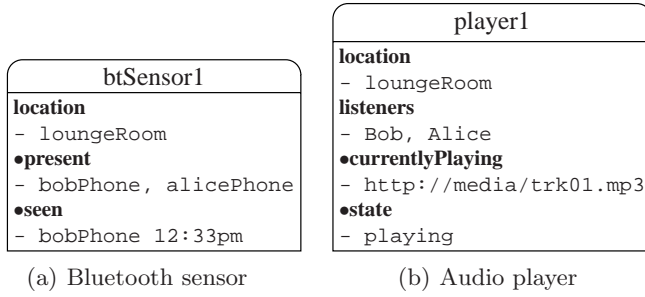 btSensor1
location
- loungeRoom
•present
- bobPhone, alicePhone
•seen
- bobPhone 12:33pm
(a) Bluetooth sensor
player1
location
- loungeRoom
listeners
- Bob, Alice
•currentlyPlaying
- http://media/trk01.mp3
•state
- playing
(b) Audio player